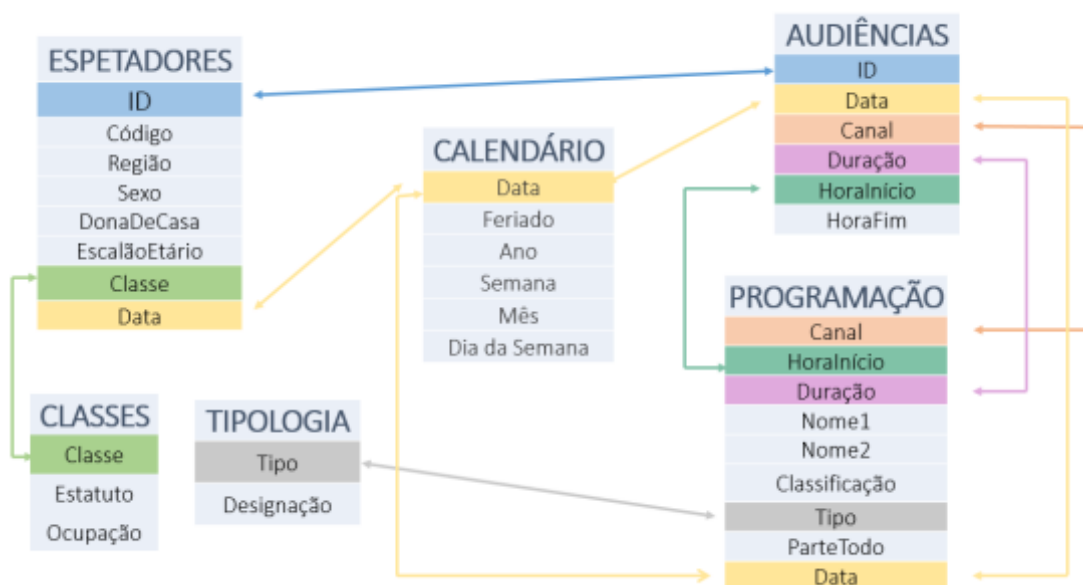 ESPETADORES
ID
Código
Região
Sexo
DonaDeCasa
EscalãoEtário
Classe
Data
CLASSES
Classe
Estatuto
Ocupação
TIPOLOGIA
Tipo
Designação
CALENDÁRIO
Data
Feriado
Ano
Semana
Mês
Dia da Semana
AUDIÊNCIAS
ID
Data
Canal
Duração
HoraInício
HoraFim
PROGRAMAÇÃO
Canal
HoraInício
Duração
Nome1
Nome2
Classificação
Tipo
ParteTodo
Data